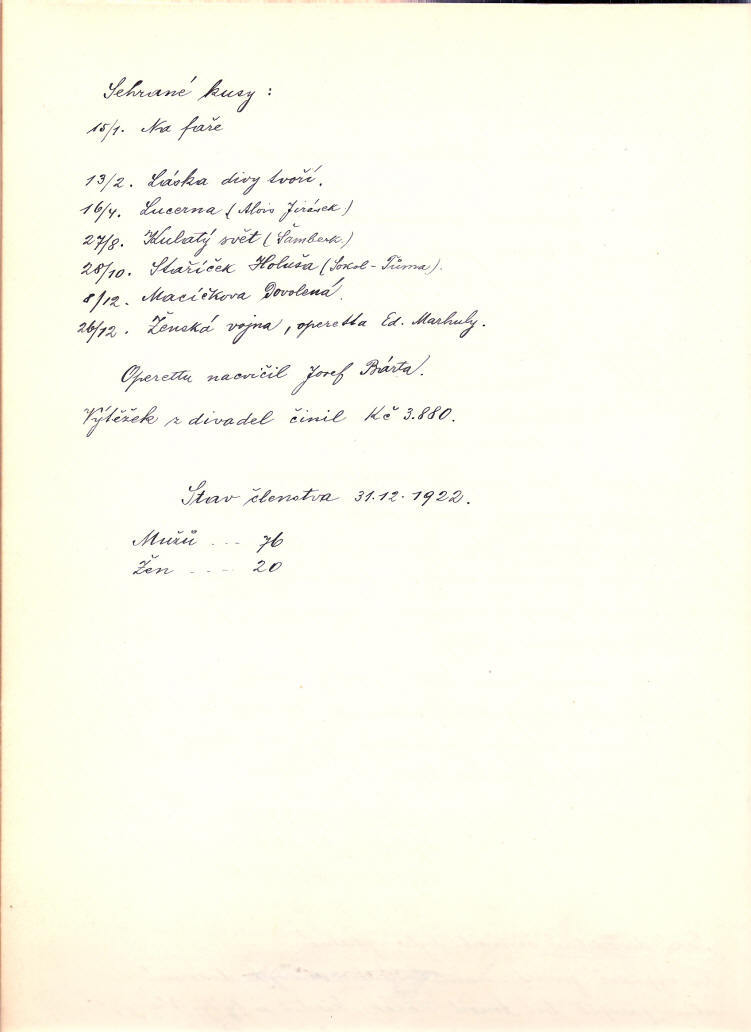 Sehrané kusy :
15/1. Na faře
13/2. Láska divy tvoří.
16/4. Lucerna (Alois Jirásek)
27/8. Kulatý svět (Šamberk.)
28/10. Staříček Holuša (Sokol - Tůma).
8/12. Macíčkova Dovolená.
26/12. Ženská vojna, operetta Ed. Marhuly.
Operettu nacvičil Josef Bárta.
Výtěžek z divadel činil Kč 3.880.
Stav členstva 31.12.1922.
Mužů ... 76
Žen .... 20